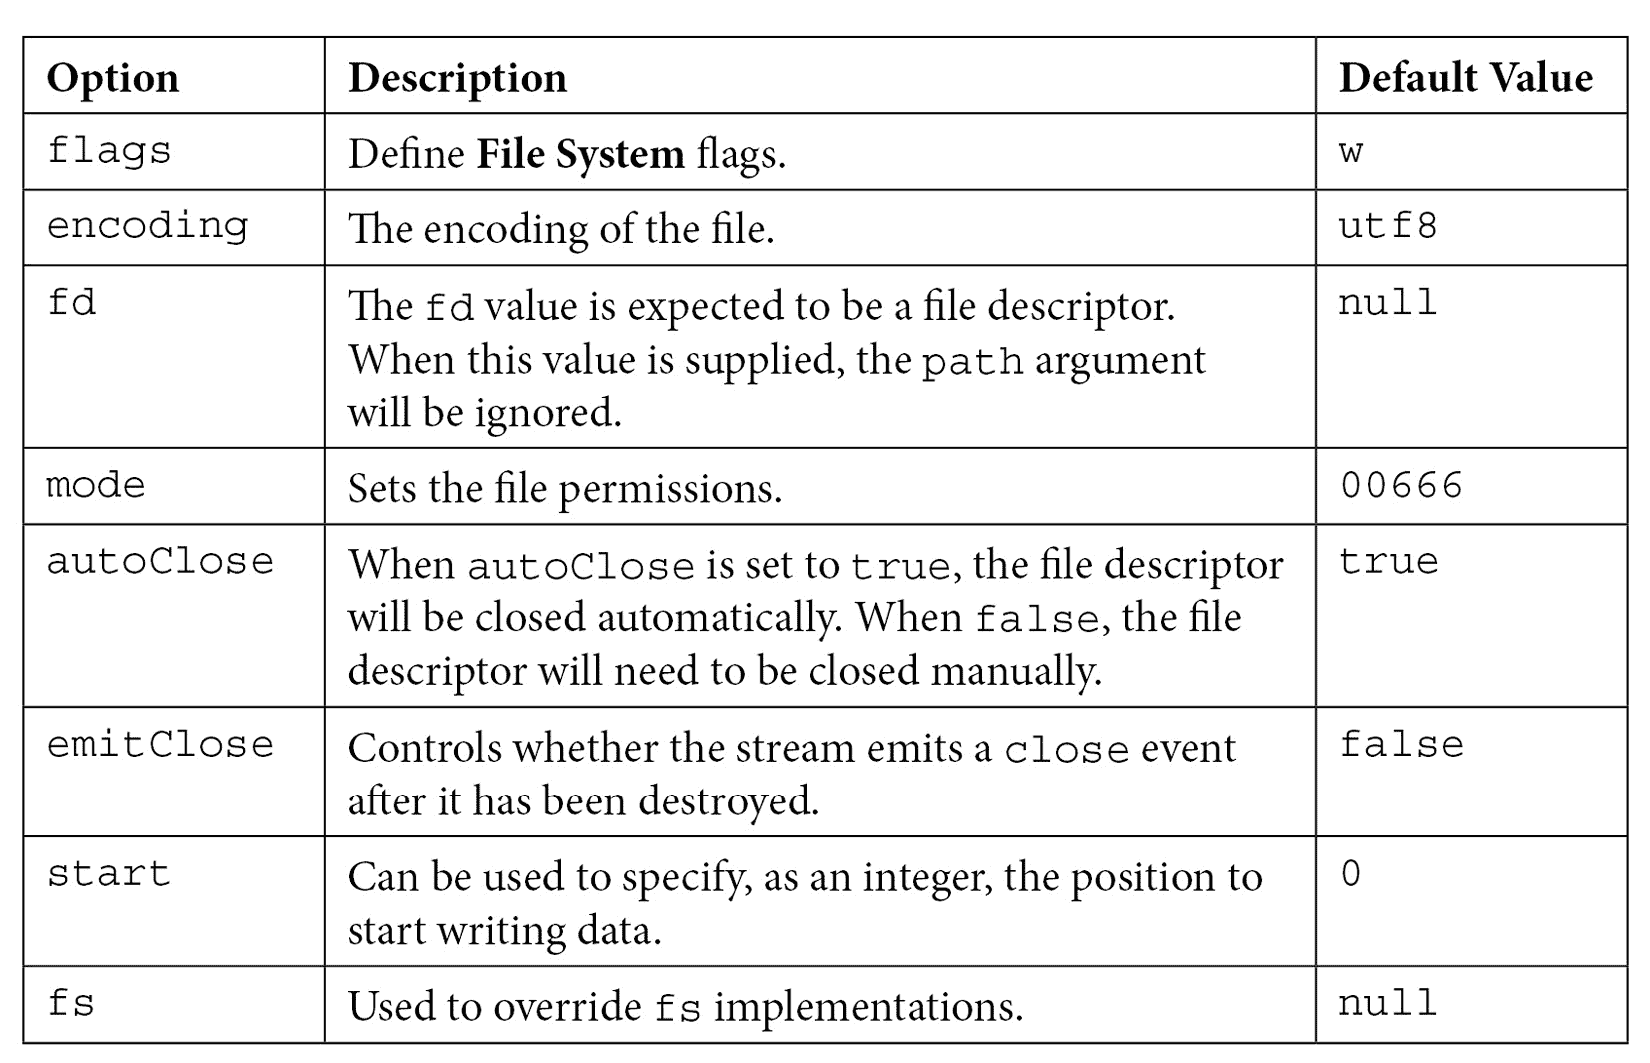 Option Description Default Value
flags Define File System flags. w
encoding The encoding of the file. utf8
fd The fd value is expected to be a file descriptor. null
When this value is supplied, the path argument
will be ignored.
mode Sets the file permissions. 00666
autoClose When autoClose is set to true, the file descriptor true
will be closed automatically. When false, the file
descriptor will need to be closed manually.
emitClose Controls whether the stream emits a close event false
after it has been destroyed.
start Can be used to specify, as an integer, the position to 0
start writing data.
fs Used to override fs implementations. null